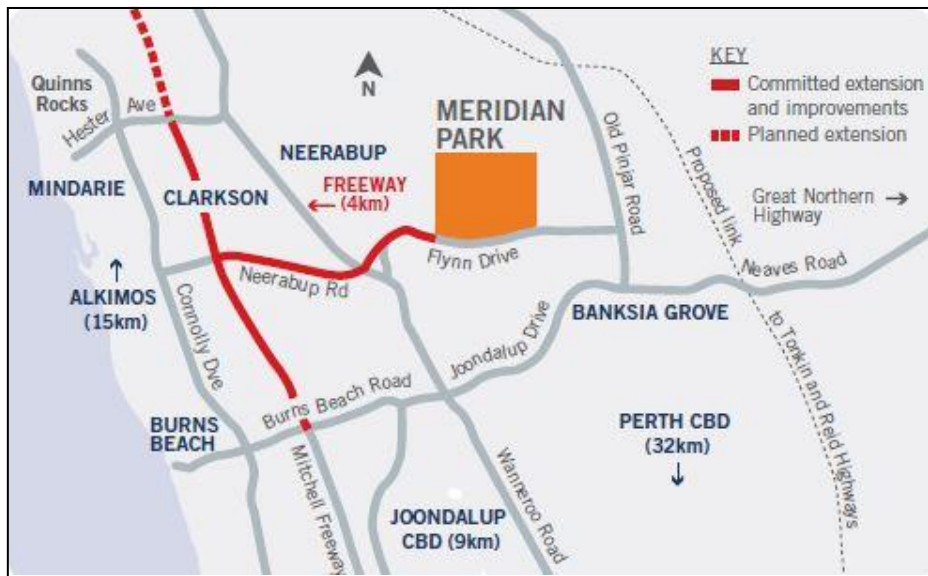 KEY
Committed extension
and improvements
Planned extension
Quinns
Rocks
Hester Ave
N
MERIDIAN
PARK
NEERABUP
Old Pinjar Road
Proposed link
to Tonkin and Reid Highways
Great Northern
Highway →
MINDARIE
CLARKSON
FREEWAY
← (4km)
Flynn Drive
Neerabup Rd
Neaves Road
↑
ALKIMOS
(15km)
Connolly Dve
BANKSIA GROVE
Joondalup Drive
Burns Beach Road
BURNS
BEACH
Mitchell Freeway
Wanneroo Road
PERTH CBD
(32km)
↓
JOONDALUP
CBD (9km)